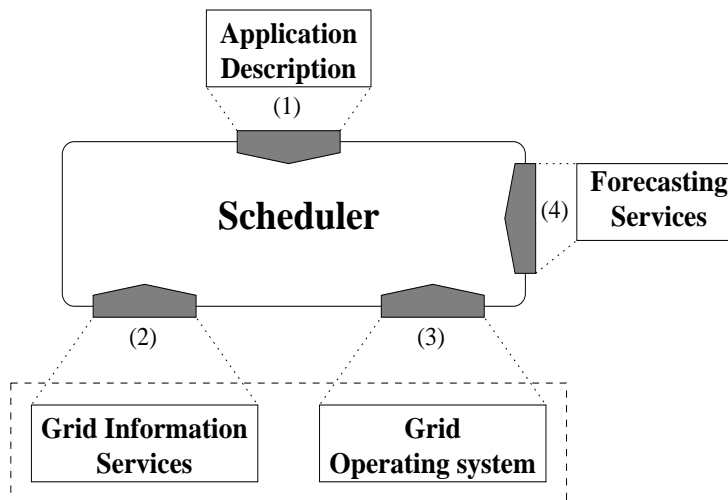 Application
Description
(1)
Scheduler
(4)
Forecasting
Services
(2)
(3)
Grid Information
Services
Grid
Operating system